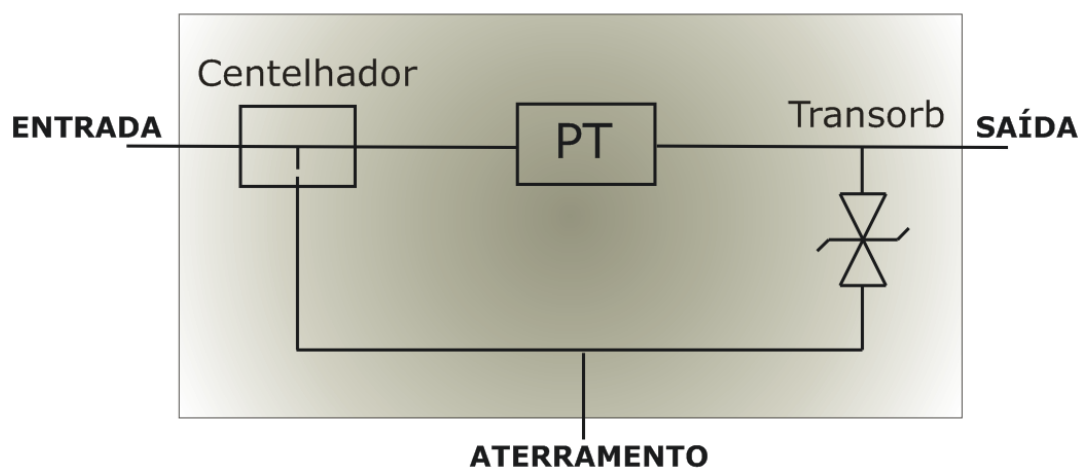 Centelhador
ENTRADA
PT
Transorb
SAÍDA
ATERRAMENTO